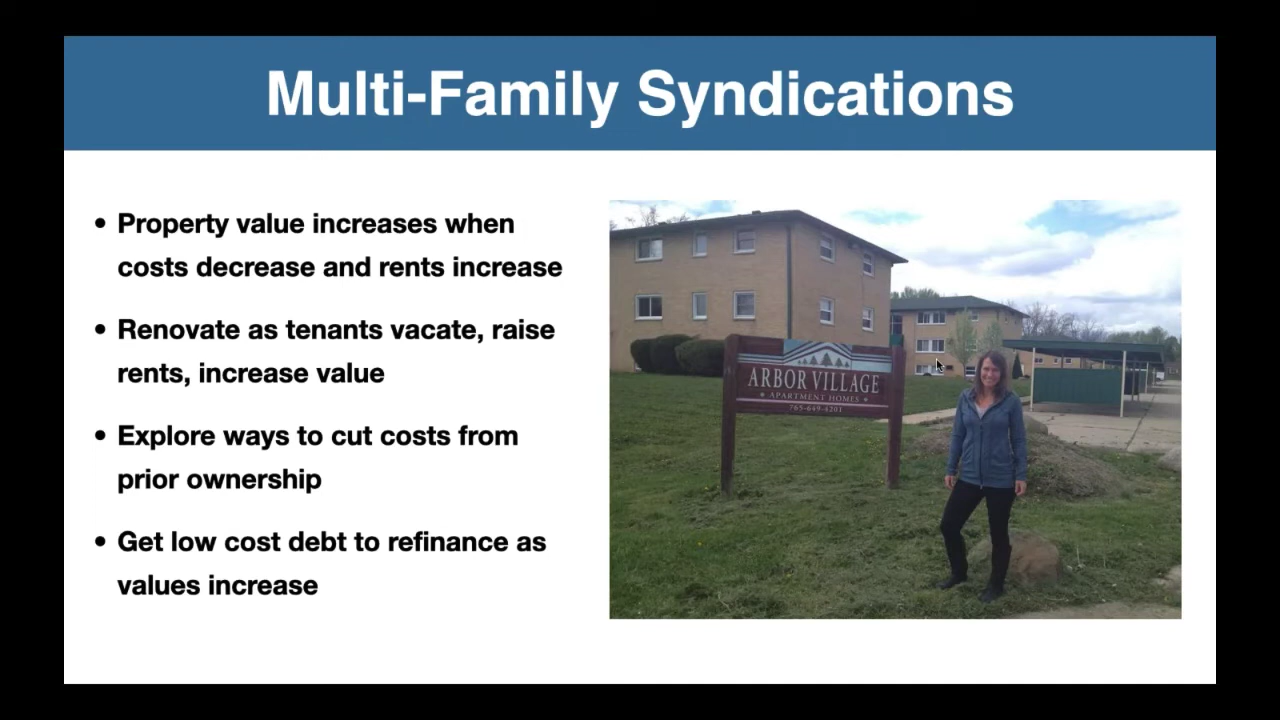 Multi-Family Syndications
• Property value increases when
costs decrease and rents increase
• Renovate as tenants vacate, raise
rents, increase value
• Explore ways to cut costs from
prior ownership
• Get low cost debt to refinance as
values increase
ARBOR VILLAGE
APARTMENT HOMES
765-649-4201